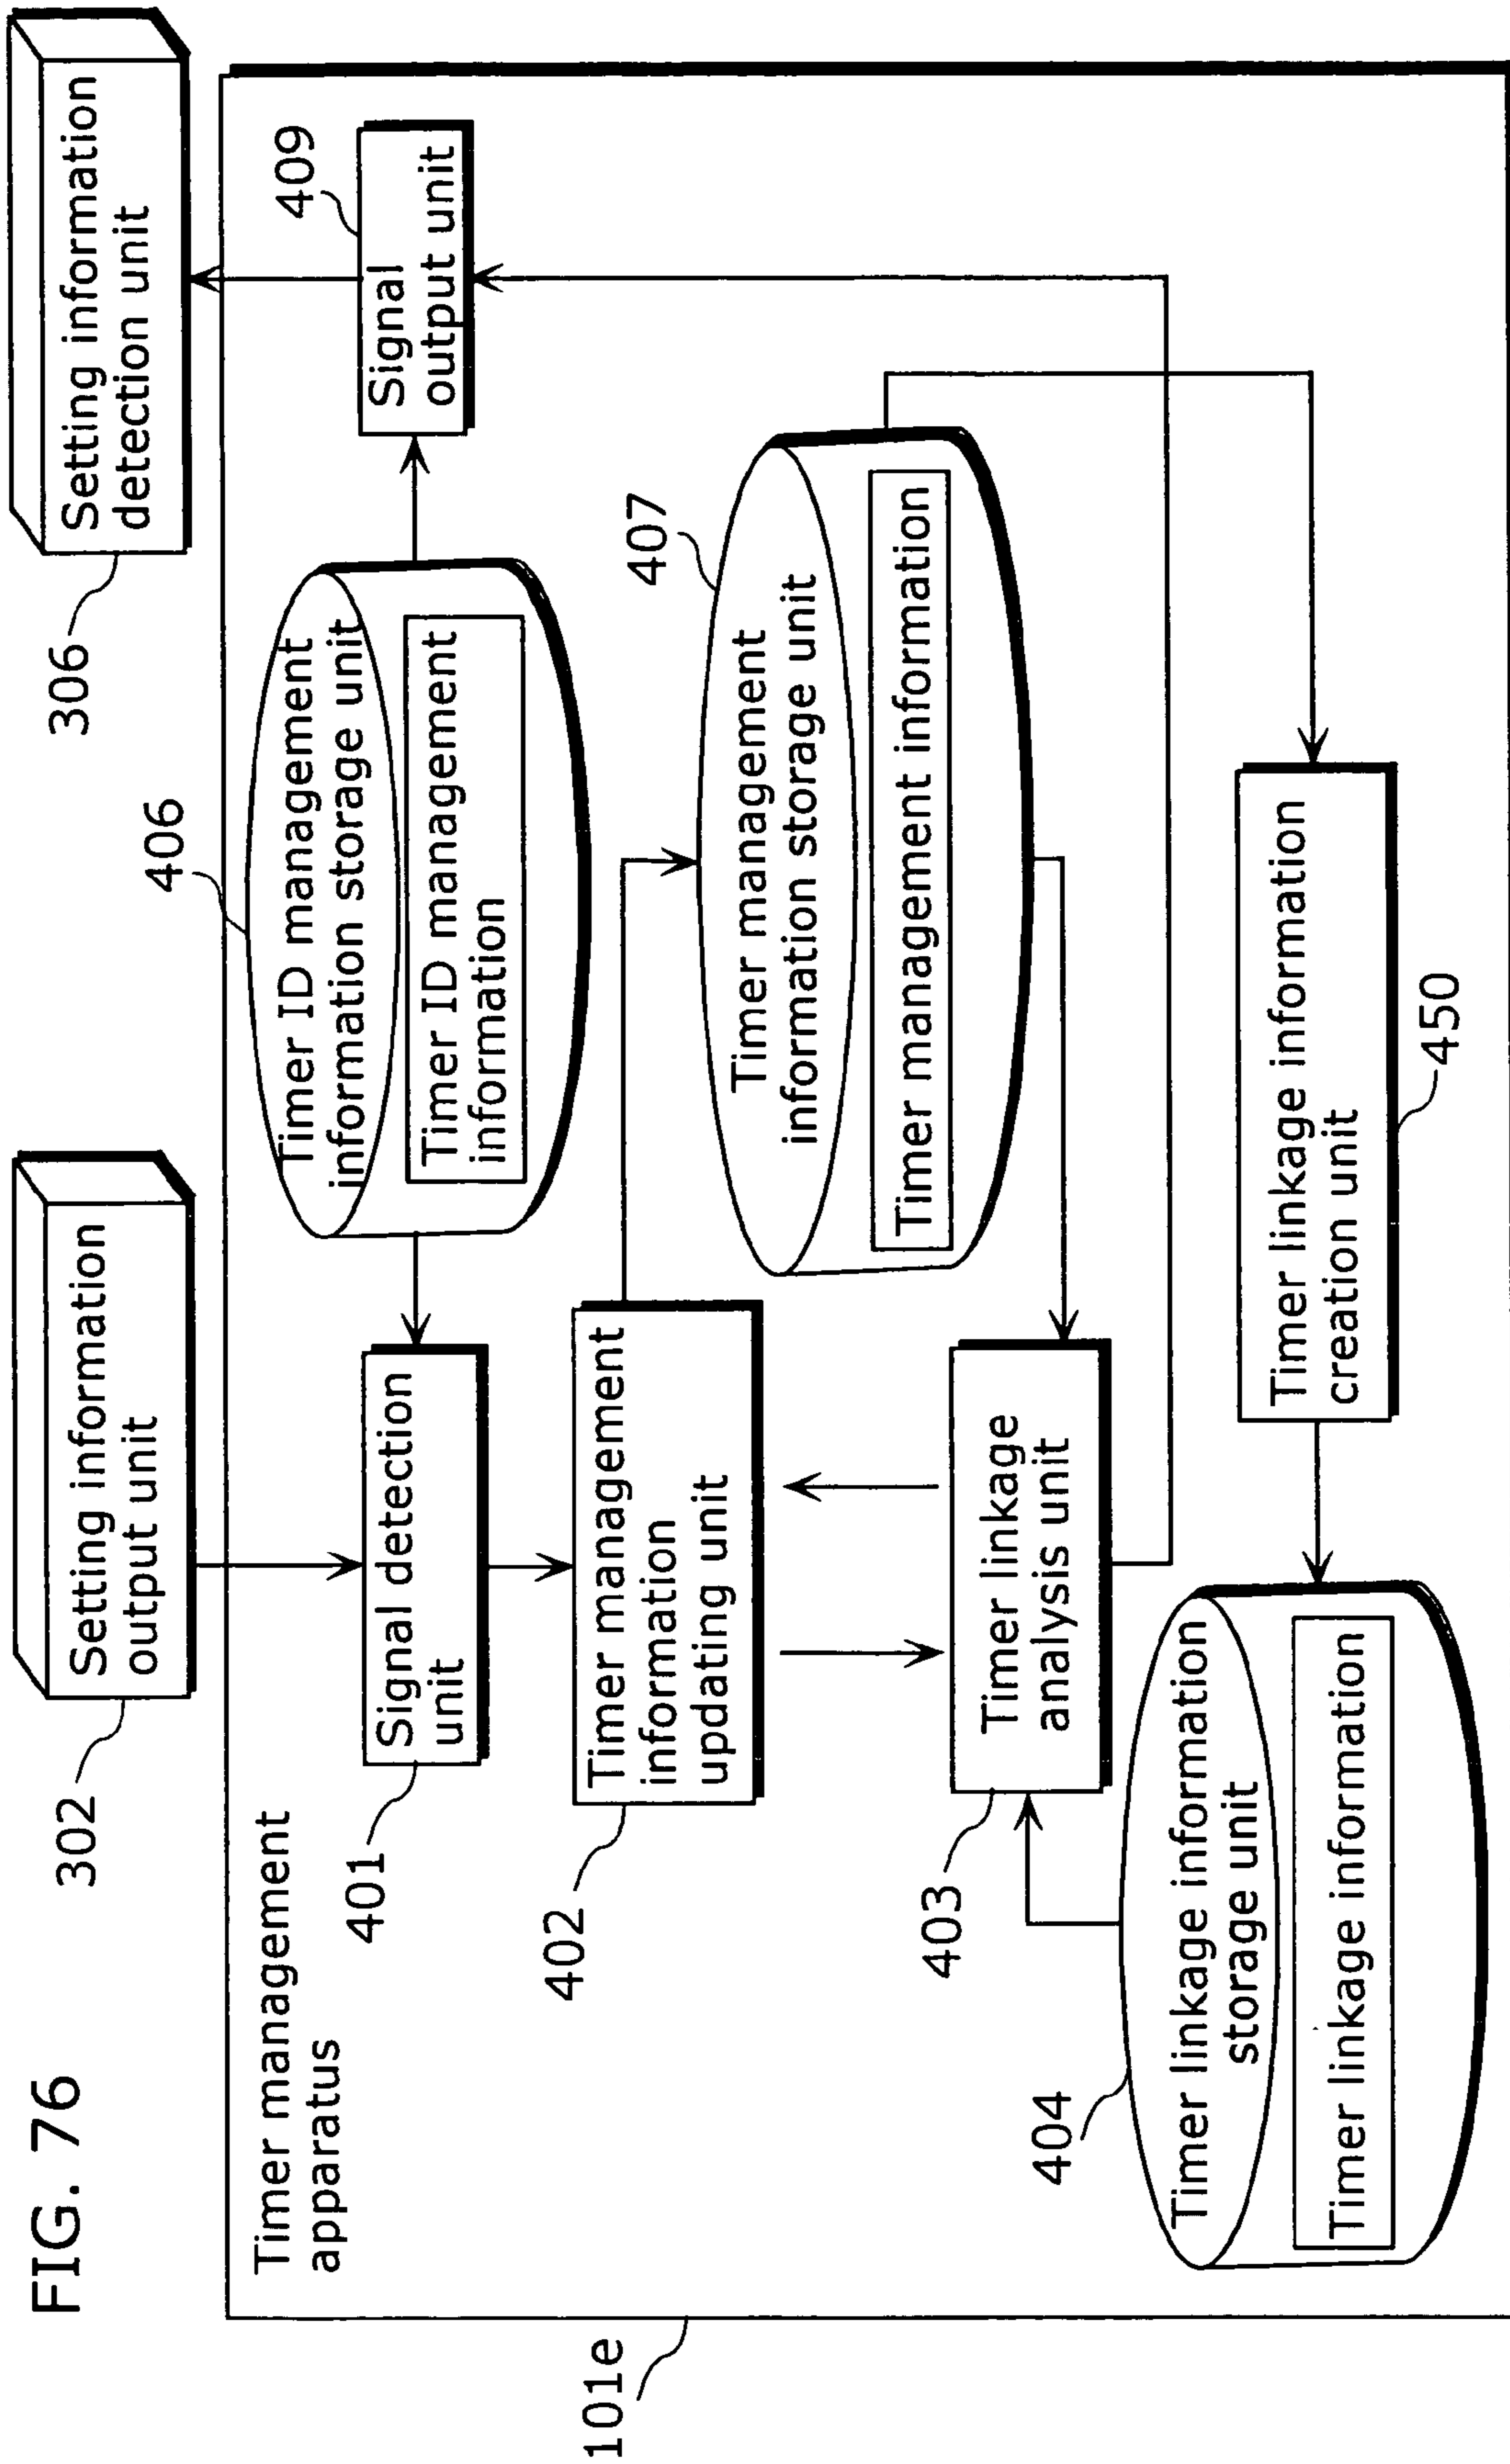 FIG. 76
302
Setting information
output unit
306
Setting information
detection unit
101e
Timer management
apparatus
401
Signal detection
unit
406
Timer ID management
information storage unit
Timer ID management
information
409
Signal
output unit
402
Timer management
information
updating unit
407
Timer management
information storage unit
Timer management information
403
Timer linkage
analysis unit
404
Timer linkage information
storage unit
Timer linkage information
Timer linkage information
creation unit
450